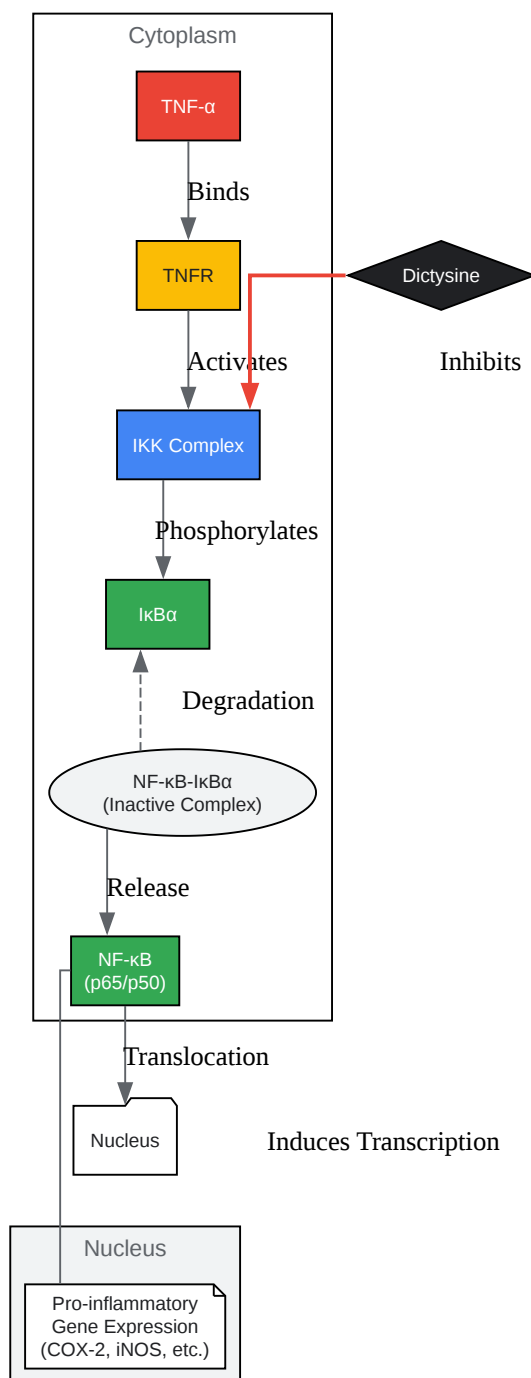 Cytoplasm
TNF-α
Binds
TNFR
Dictysine
Activates
Inhibits
IKK Complex
Phosphorylates
IκBα
Degradation
NF-κB-IκBα
(Inactive Complex)
Release
NF-κB
(p65/p50)
Translocation
Nucleus
Induces Transcription
Nucleus
Pro-inflammatory
Gene Expression
(COX-2, iNOS, etc.)